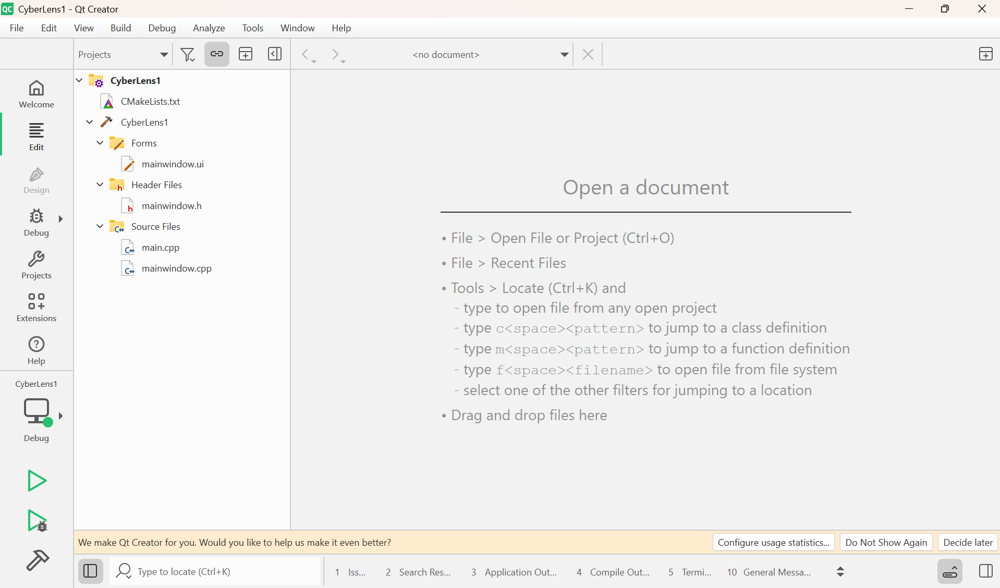 CyberLens1 - Qt Creator
File Edit View Build Debug Analyze Tools Window Help
Projects
<no document>
CyberLens1
CMakeLists.txt
CyberLens1
Forms
mainwindow.ui
Header Files
mainwindow.h
Source Files
main.cpp
mainwindow.cpp
Welcome
Edit
Design
Debug
Projects
Extensions
Help
CyberLens1
Debug
Open a document
• File > Open File or Project (Ctrl+O)
• File > Recent Files
• Tools > Locate (Ctrl+K) and
- type to open file from any open project
- type c<space><pattern> to jump to a class definition
- type m<space><pattern> to jump to a function definition
- type f<space><filename> to open file from file system
- select one of the other filters for jumping to a location
• Drag and drop files here
We make Qt Creator for you. Would you like to help us make it even better?
Configure usage statistics... Do Not Show Again Decide later
Type to locate (Ctrl+K)
1 Iss... 2 Search Res... 3 Application Out... 4 Compile Out... 5 Termi... 10 General Messa...